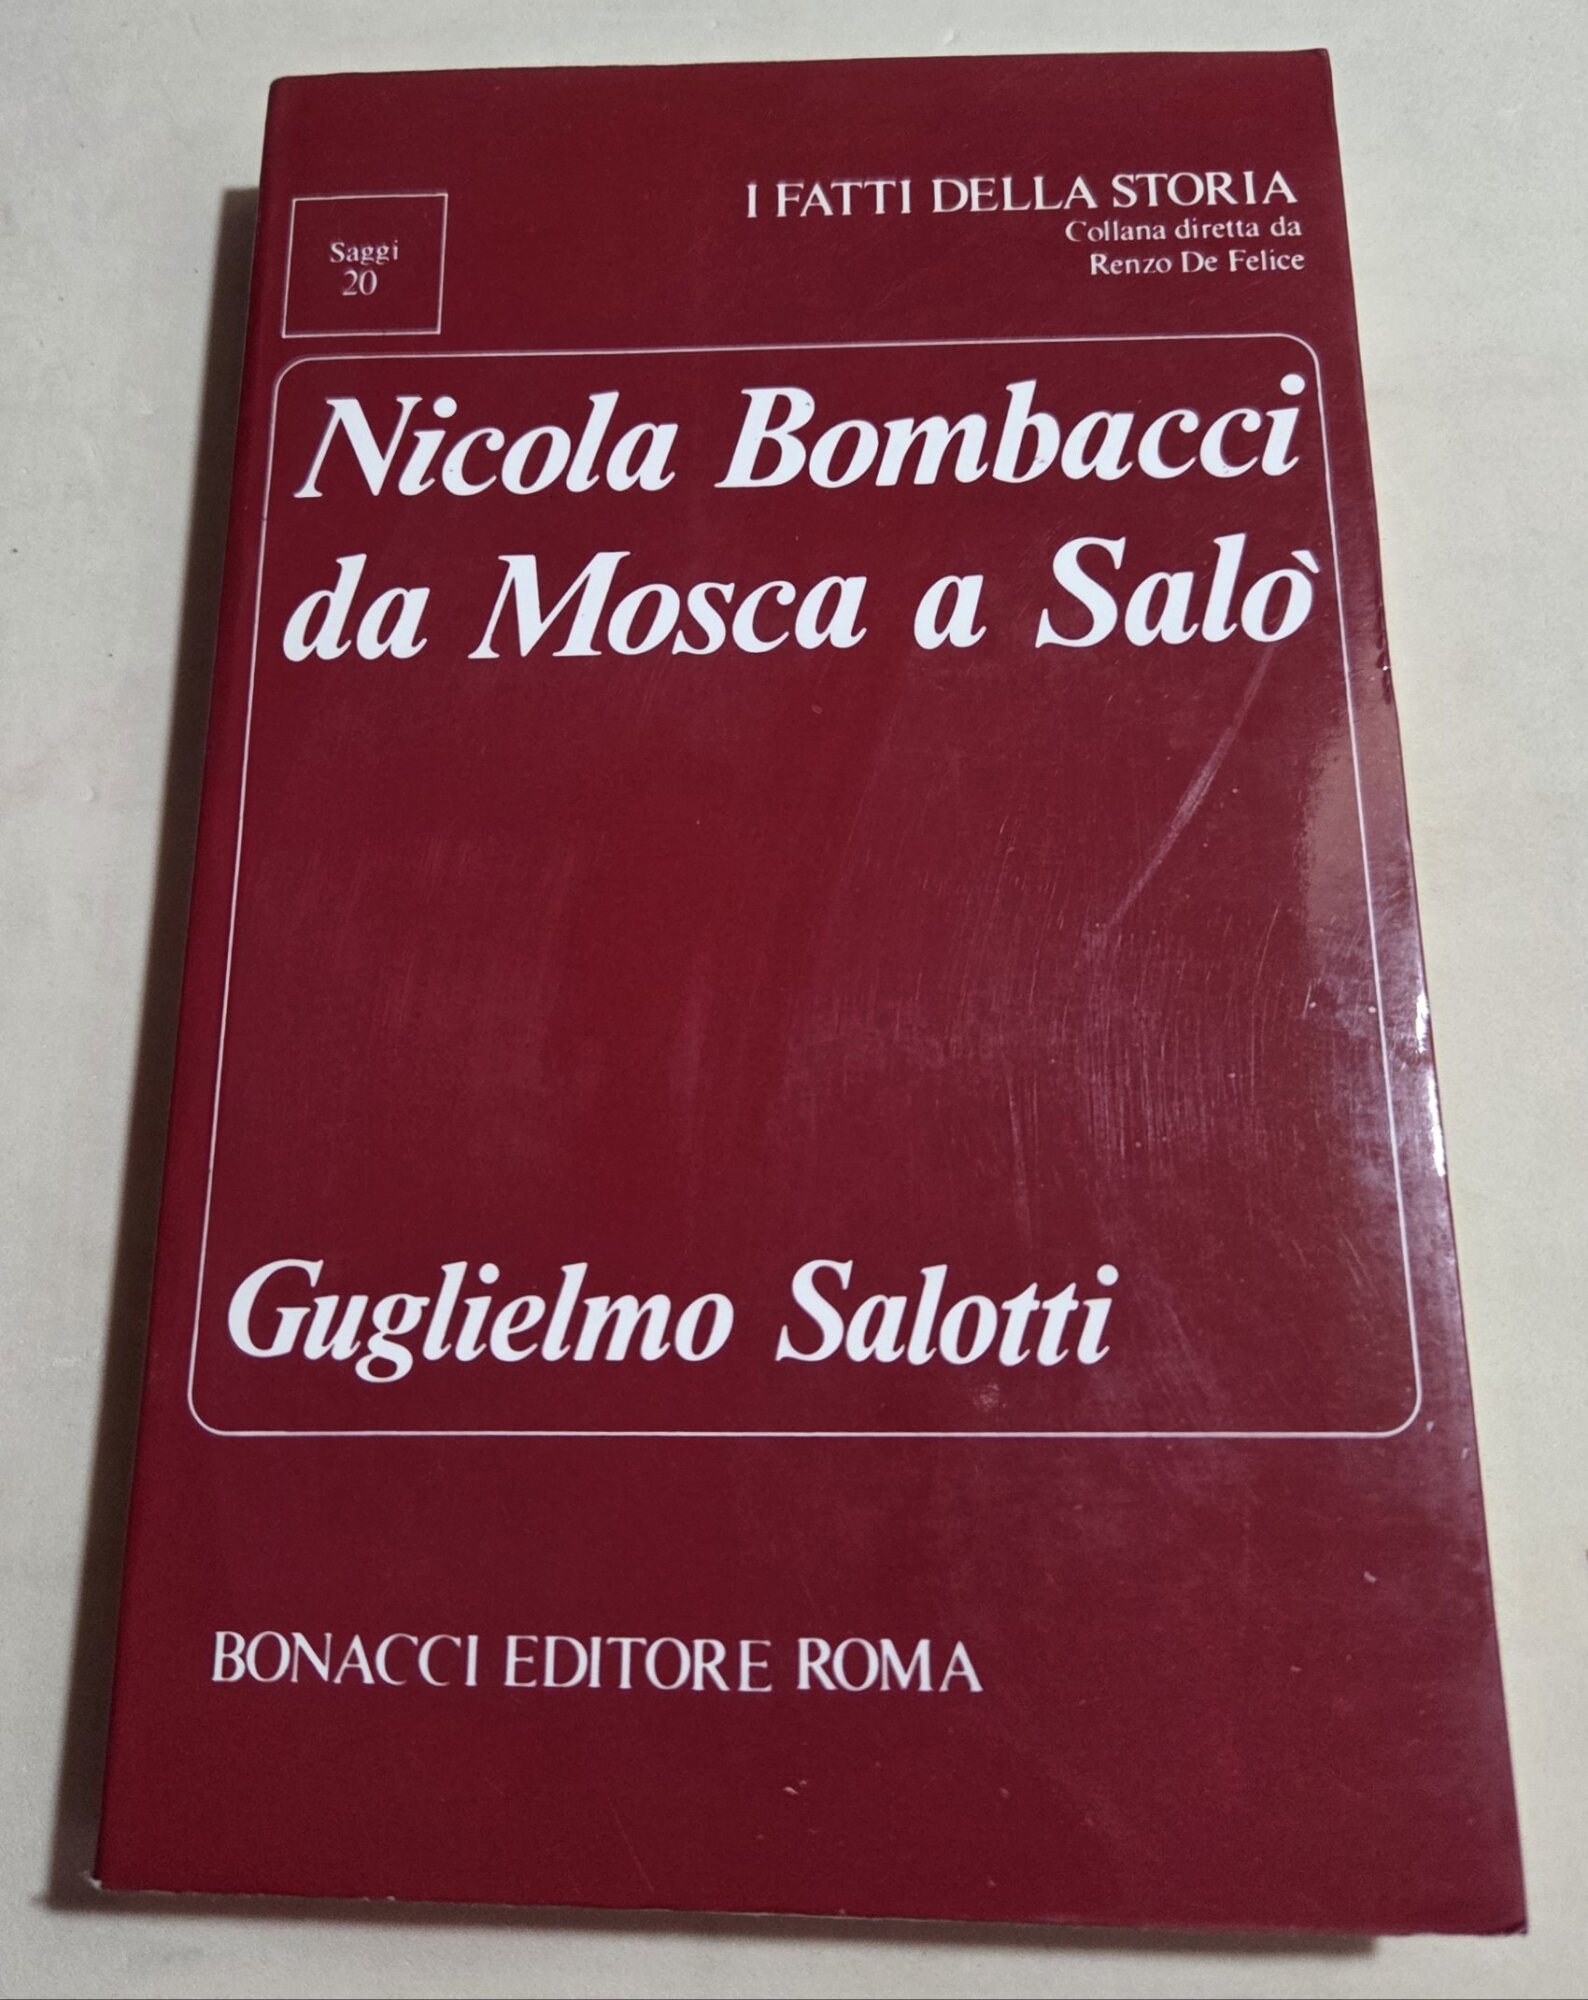 I FATTI DELLA STORIA
Collana diretta da
Renzo De Felice
Saggi
20
Nicola Bombacci
da Mosca a Salò
Guglielmo Salotti
BONACCI EDITORE ROMA